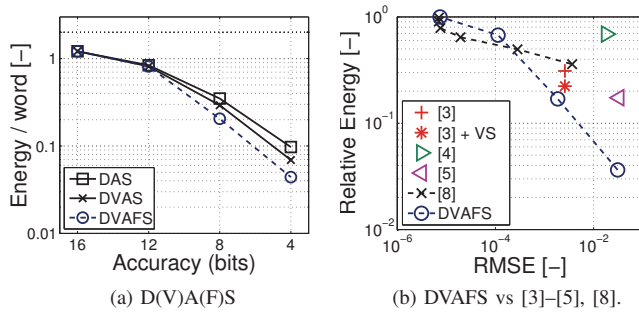 Energy / word [−]
1
0.1
0.01
16
12
8
4
Accuracy (bits)
DAS
DVAS
DVAFS
(a) D(V)A(F)S
Relative Energy [−]
10^0
10^−1
10^−2
10^−6
10^−4
10^−2
RMSE [−]
[3]
[3] + VS
[4]
[5]
[8]
DVAFS
(b) DVAFS vs [3]–[5], [8].